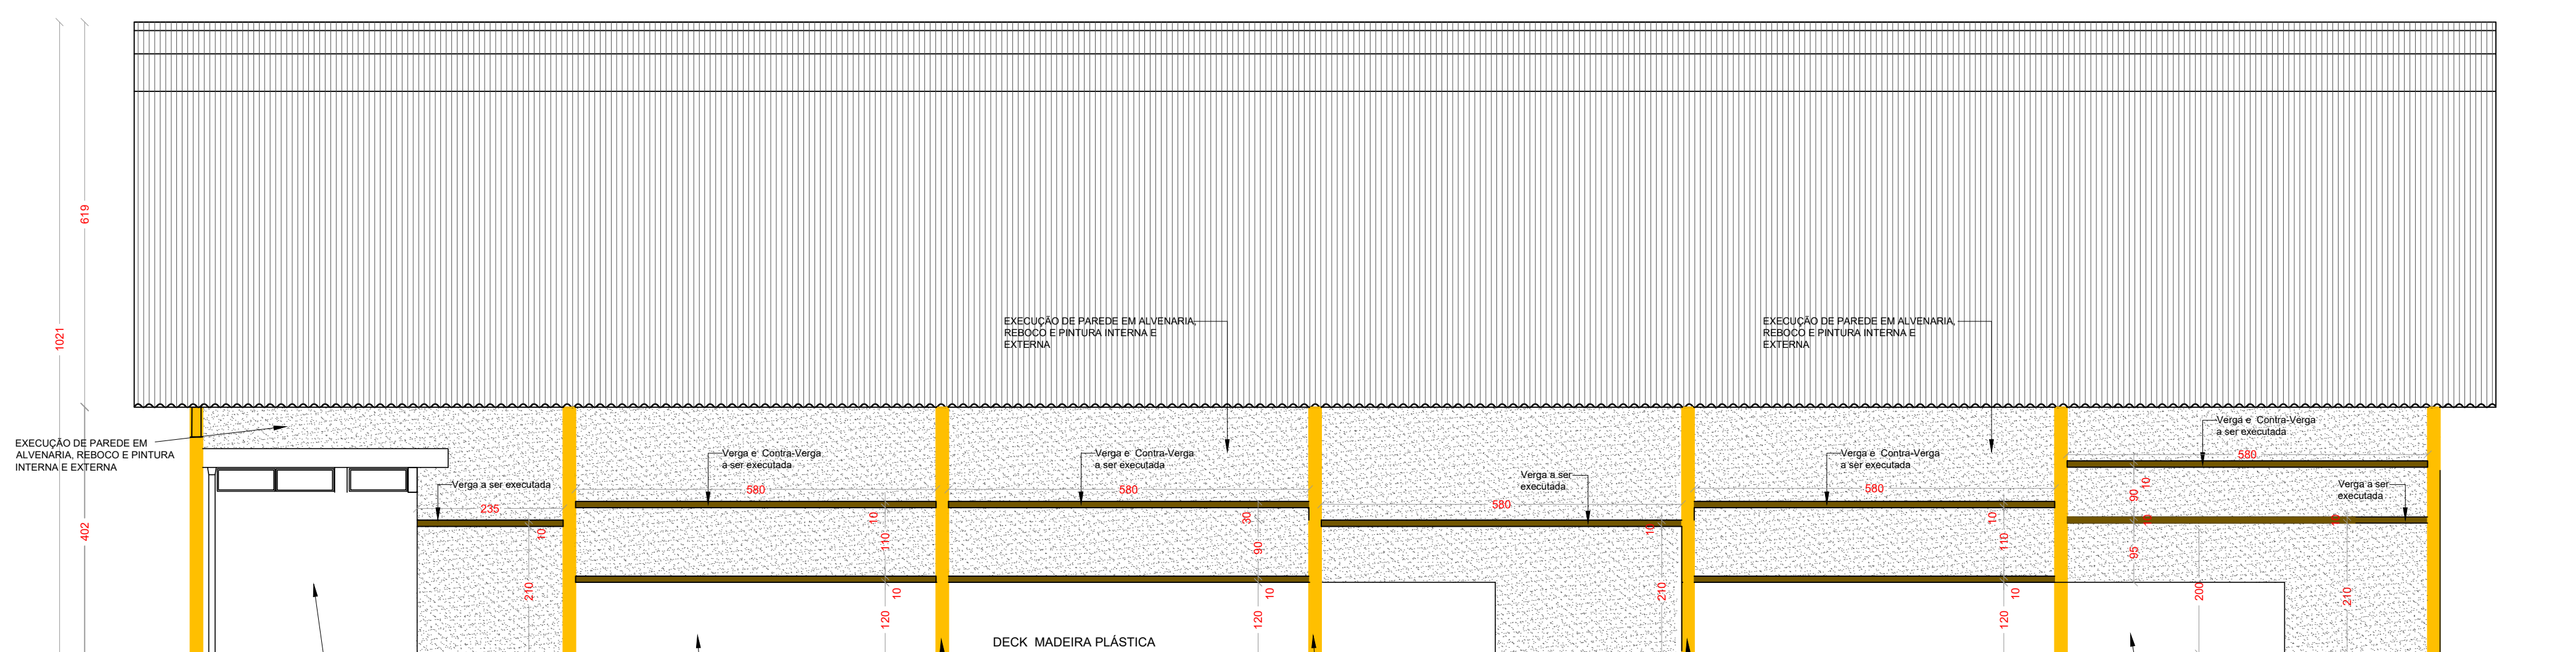 619
1021
402
EXECUÇÃO DE PAREDE EM ALVENARIA,
REBOCO E PINTURA INTERNA E
EXTERNA
EXECUÇÃO DE PAREDE EM ALVENARIA,
REBOCO E PINTURA INTERNA E
EXTERNA
EXECUÇÃO DE PAREDE EM
ALVENARIA, REBOCO E PINTURA
INTERNA E EXTERNA
Verga a ser executada
235
10
210
Verga e Contra-Verga
a ser executada
580
10
110
10
120
Verga e Contra-Verga
a ser executada
580
30
90
10
120
Verga a ser
executada
580
10
210
Verga e Contra-Verga
a ser executada
580
10
110
10
120
Verga e Contra-Verga
a ser executada
580
10
90
Verga a ser
executada
10
10
95
200
210
DECK MADEIRA PLÁSTICA